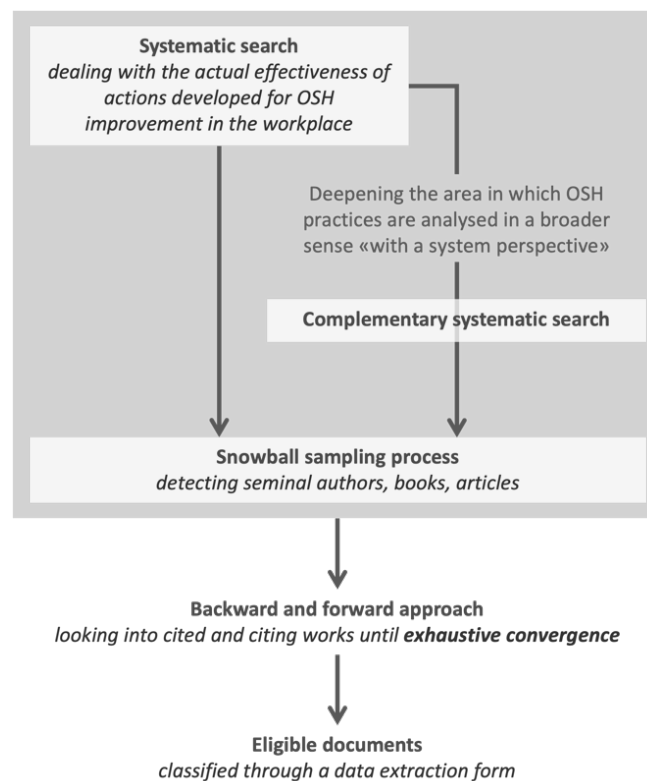 Systematic search
dealing with the actual effectiveness of
actions developed for OSH
improvement in the workplace
Deepening the area in which OSH
practices are analysed in a broader
sense «with a system perspective»
Complementary systematic search
Snowball sampling process
detecting seminal authors, books, articles
Backward and forward approach
looking into cited and citing works until exhaustive convergence
Eligible documents
classified through a data extraction form